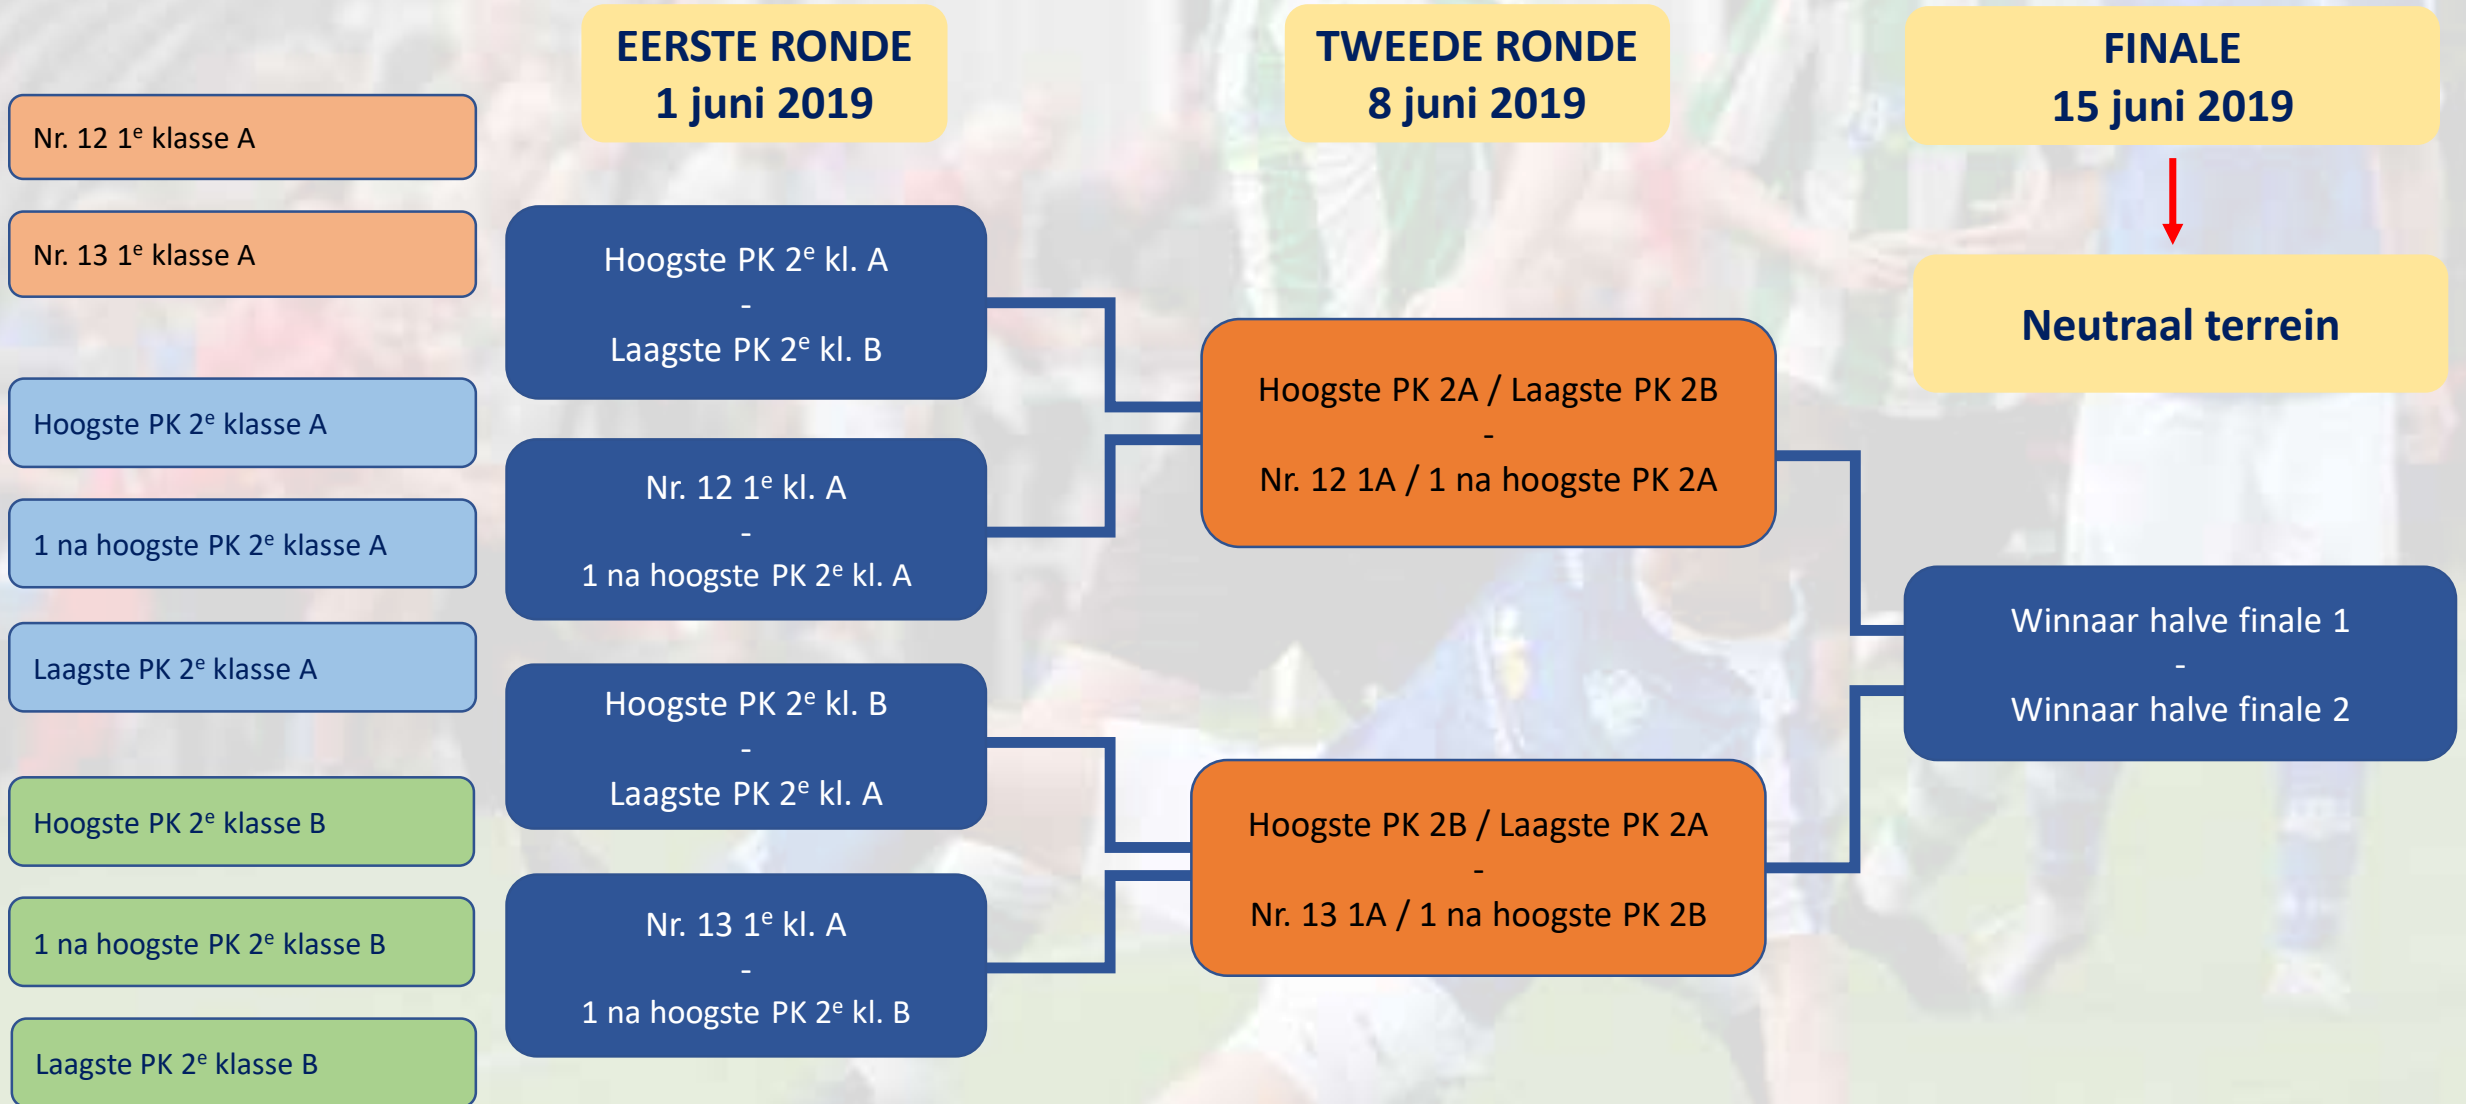 EERSTE RONDE
1 juni 2019
TWEEDE RONDE
8 juni 2019
FINALE
15 juni 2019
Neutraal terrein
Nr. 12 1e klasse A
Nr. 13 1e klasse A
Hoogste PK 2e klasse A
1 na hoogste PK 2e klasse A
Laagste PK 2e klasse A
Hoogste PK 2e klasse B
1 na hoogste PK 2e klasse B
Laagste PK 2e klasse B
Hoogste PK 2e kl. A
-
Laagste PK 2e kl. B
Nr. 12 1e kl. A
-
1 na hoogste PK 2e kl. A
Hoogste PK 2e kl. B
-
Laagste PK 2e kl. A
Nr. 13 1e kl. A
-
1 na hoogste PK 2e kl. B
Hoogste PK 2A / Laagste PK 2B
-
Nr. 12 1A / 1 na hoogste PK 2A
Hoogste PK 2B / Laagste PK 2A
-
Nr. 13 1A / 1 na hoogste PK 2B
Winnaar halve finale 1
-
Winnaar halve finale 2